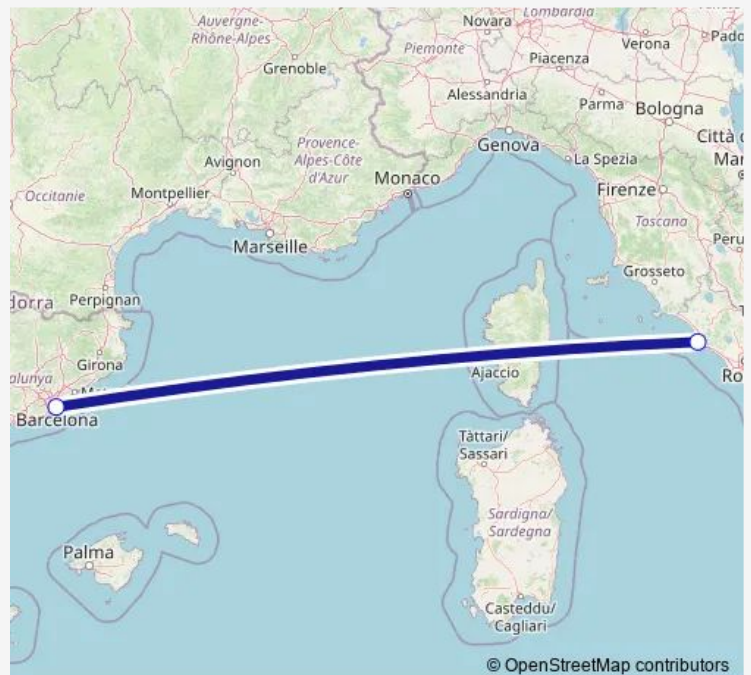 Auvergne-
Rhône-Alpes
Grenoble
Novara
Lombardia
Verona
Pado
Piemonte
Piacenza
Alessandria
Parma
Bologna
Genova
Città d
Mar
La Spezia
Provence-
Alpes-Côte
d'Azur
Avignon
Monaco
Firenze
Occitanie
Montpellier
Toscana
Marseille
Peru
Grosseto
dorra
Perpignan
Girona
alunya
Ajaccio
Ro
Barcelona
Tàttari/
Sassari
Sardigna/
Sardegna
Palma
Casteddu/
Cagliari
© OpenStreetMap contributors